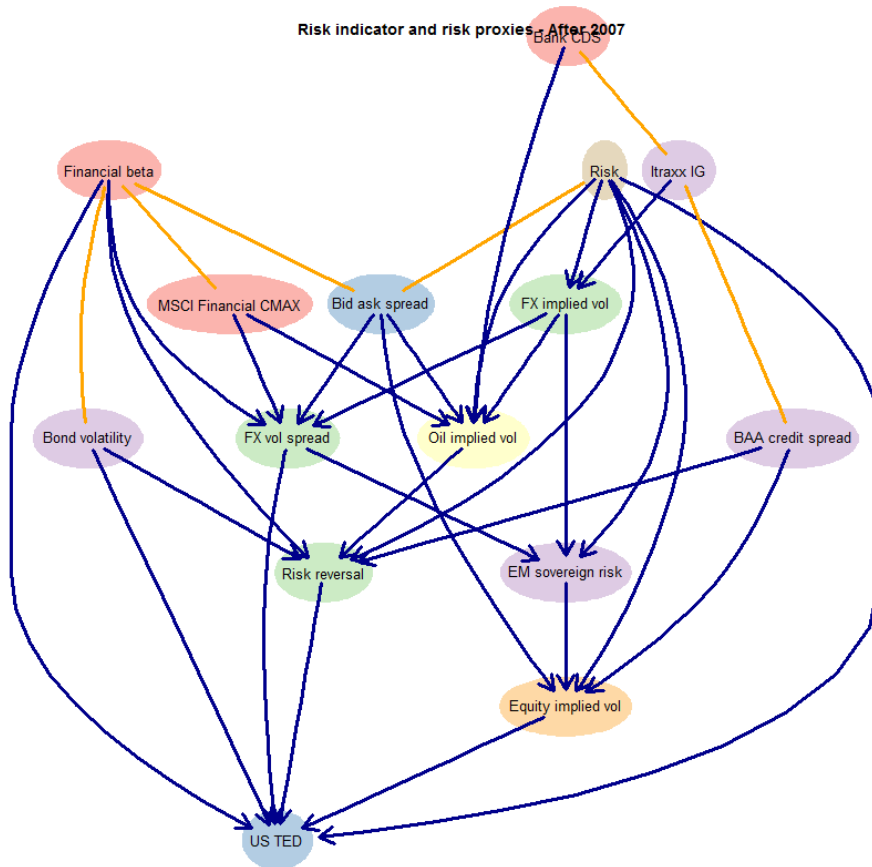 Risk indicator and risk proxies - After 2007
Bank CDS
Financial beta
Risk
Itraxx IG
MSCI Financial CMAX
Bid ask spread
FX implied vol
Bond volatility
FX vol spread
Oil implied vol
BAA credit spread
Risk reversal
EM sovereign risk
Equity implied vol
US TED